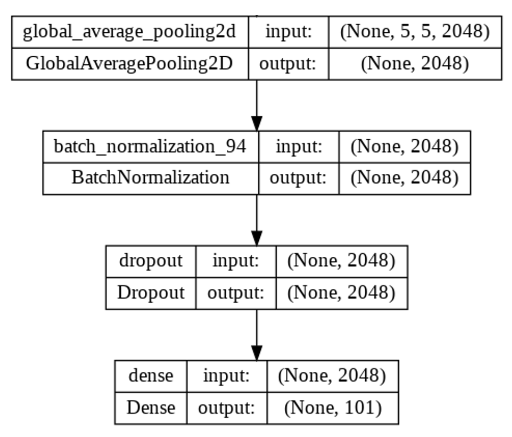 global_average_pooling2d input: (None, 5, 5, 2048)
GlobalAveragePooling2D output: (None, 2048)
batch_normalization_94 input: (None, 2048)
BatchNormalization output: (None, 2048)
dropout input: (None, 2048)
Dropout output: (None, 2048)
dense input: (None, 2048)
Dense output: (None, 101)